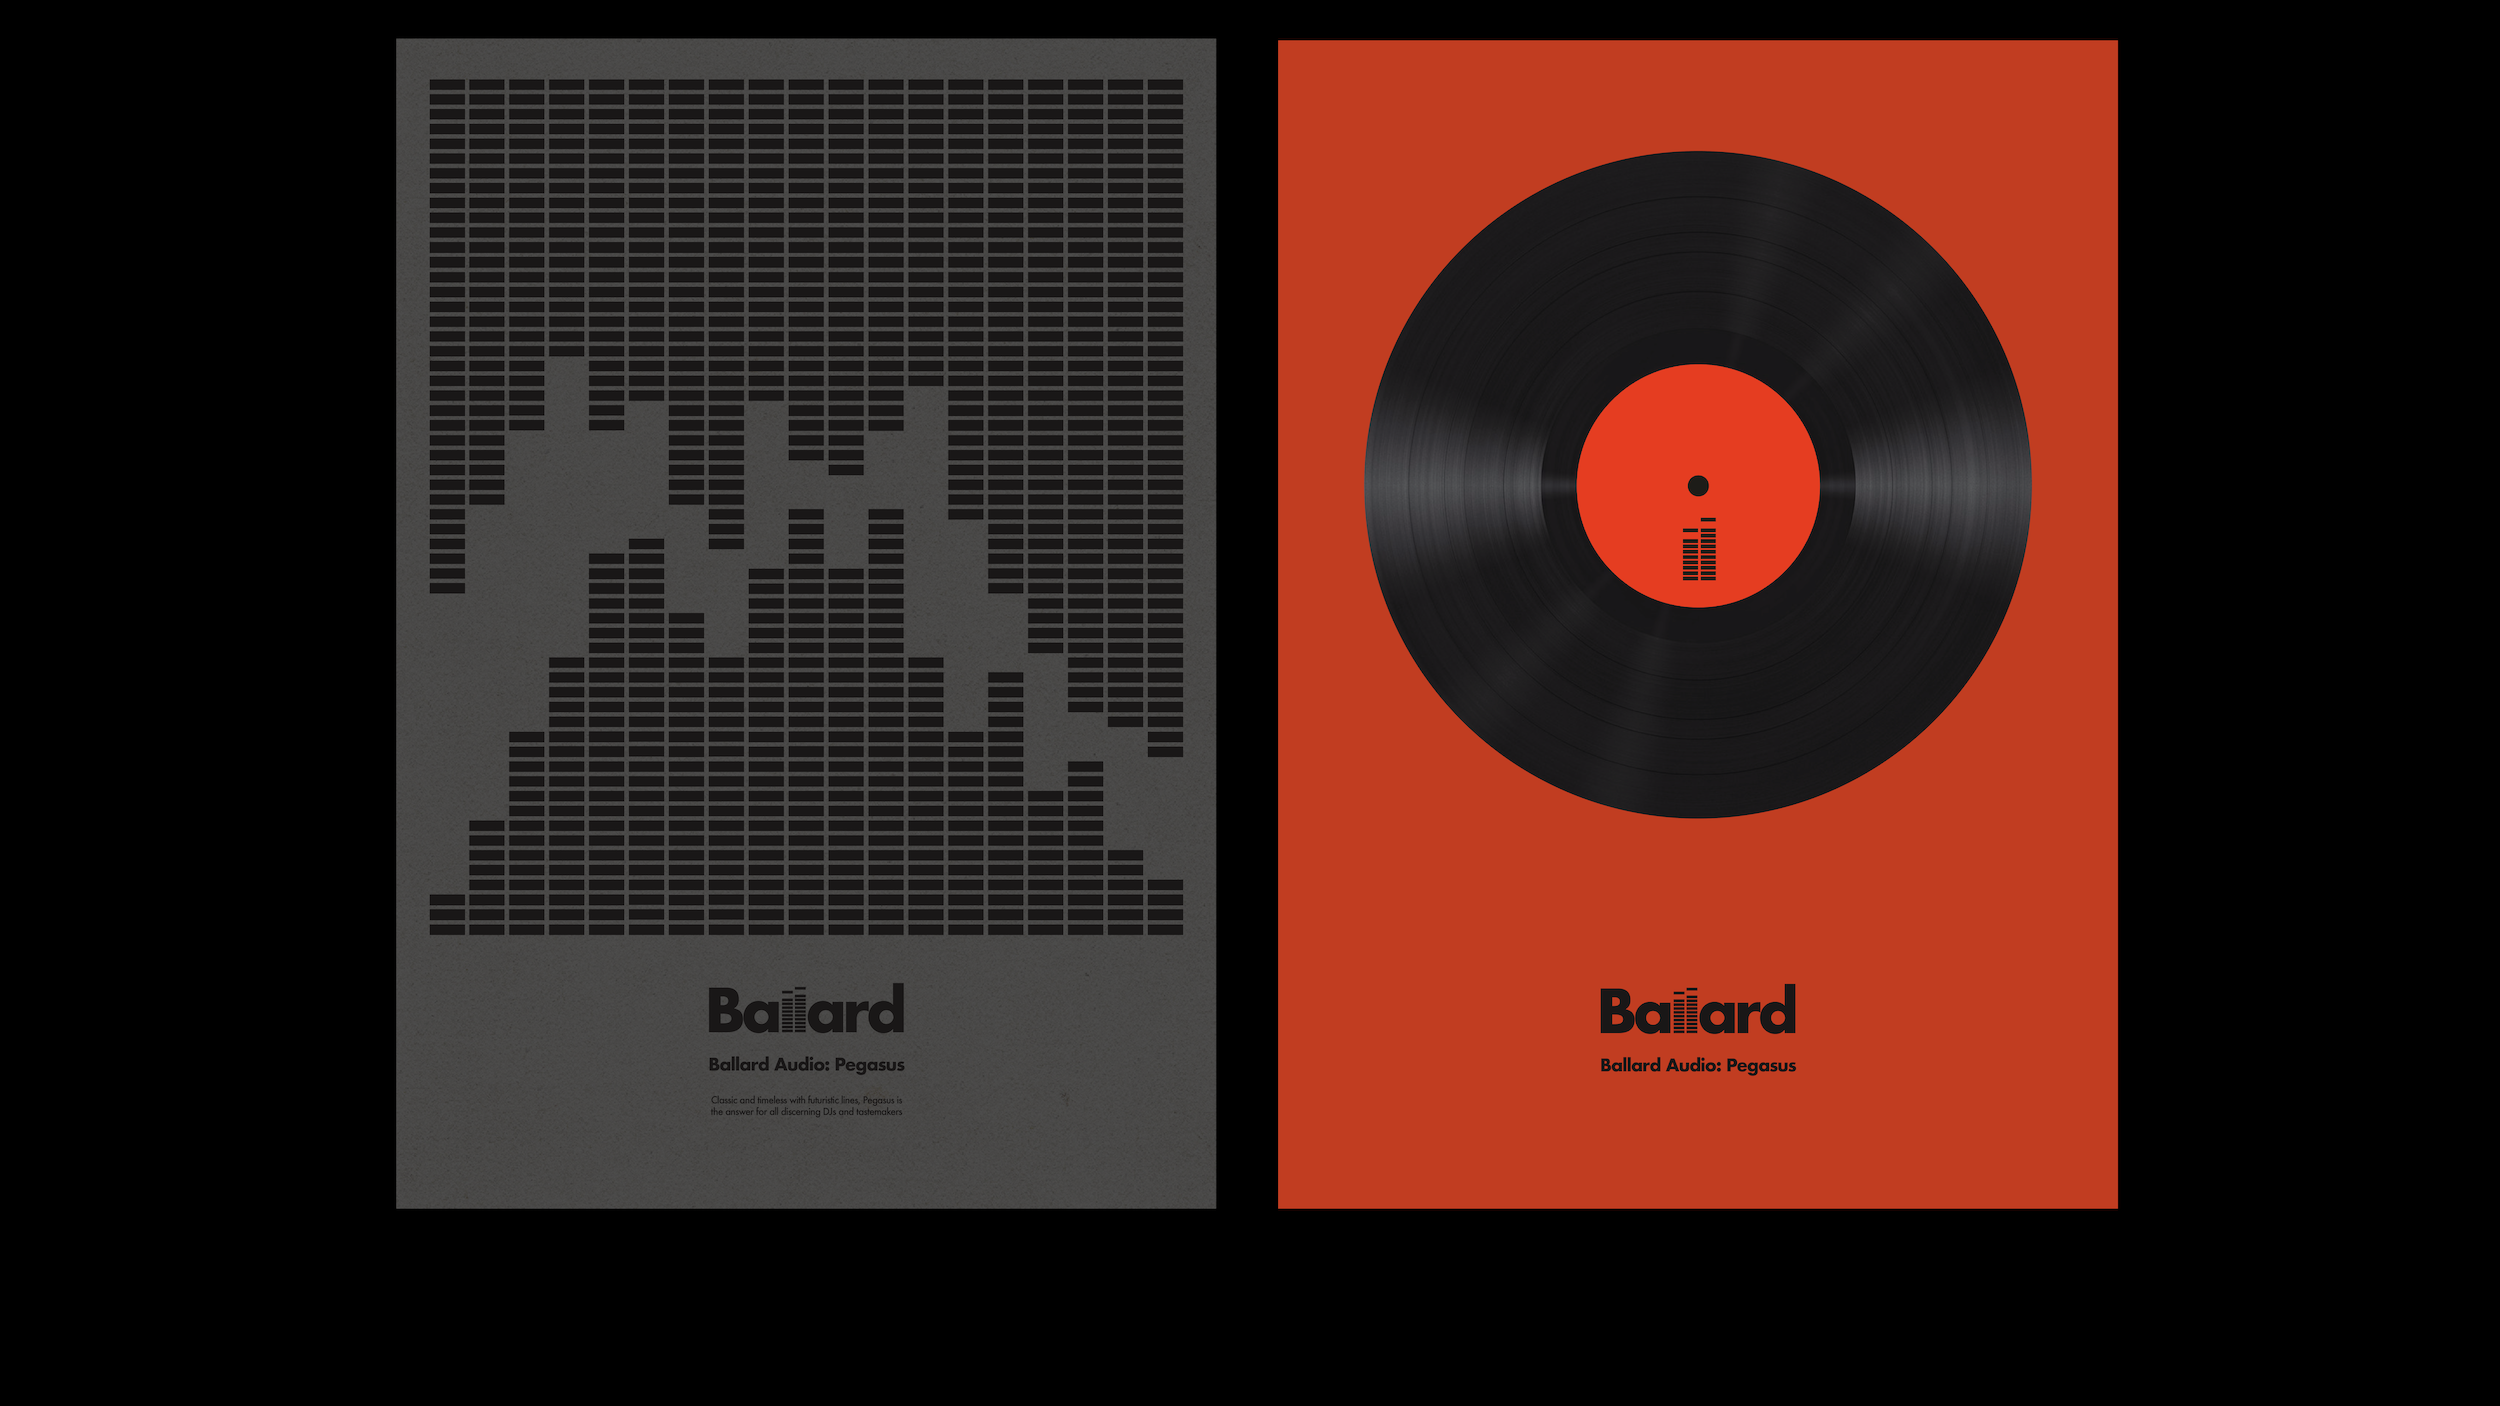 Ballard
Ballard Audio: Pegasus
Classic and timeless with futuristic lines, Pegasus is
the answer for all discerning DJs and tastemakers
Ballard
Ballard Audio: Pegasus